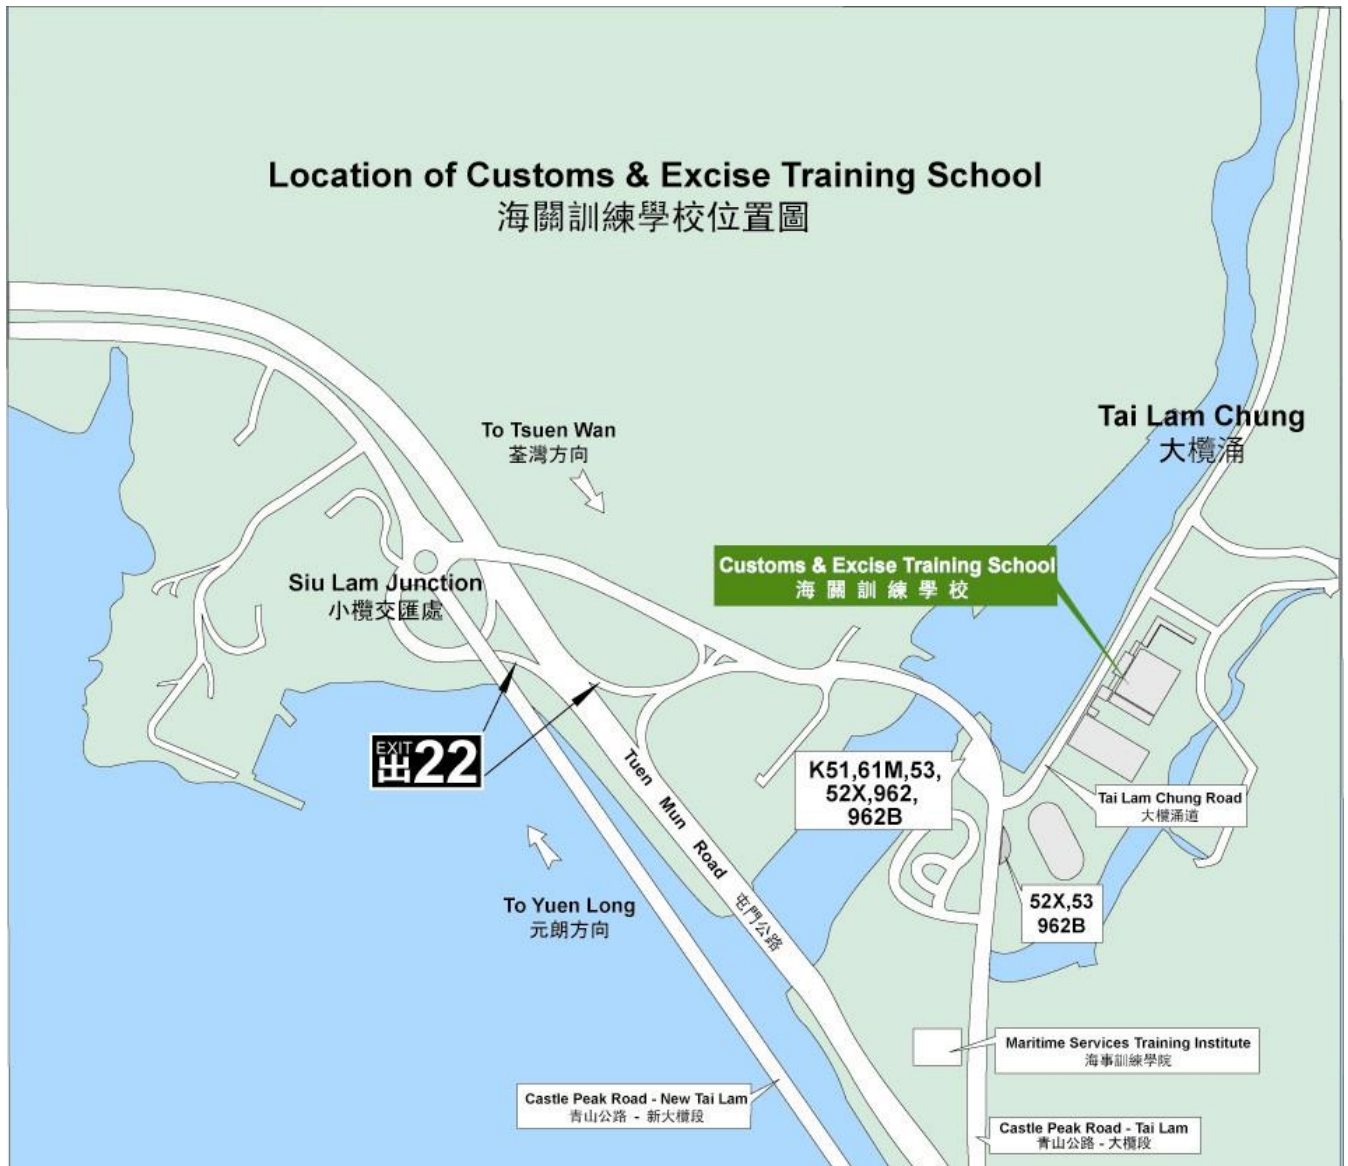 Location of Customs & Excise Training School
海關訓練學校位置圖
To Tsuen Wan
荃灣方向
Tai Lam Chung
大欖涌
Customs & Excise Training School
海關訓練學校
Siu Lam Junction
小欖交匯處
EXIT
出22
K51,61M,53,
52X,962,
962B
Tai Lam Chung Road
大欖涌道
Tuen Mun Road 屯門公路
To Yuen Long
元朗方向
52X,53
962B
Maritime Services Training Institute
海事訓練學院
Castle Peak Road - New Tai Lam
青山公路 - 新大欖段
Castle Peak Road - Tai Lam
青山公路 - 大欖段